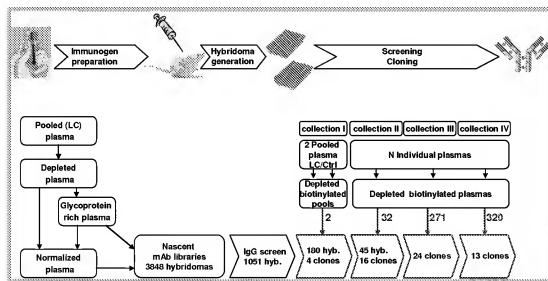 Immunogen
preparation
Hybridoma
generation
Screening
Cloning
Pooled (LC)
plasma
Depleted
plasma
Glycoprotein
rich plasma
Normalized
plasma
Nascent
mAb libraries
3848 hybridomas
IgG screen
1051 hyb.
collection I
collection II
collection III
collection IV
2 Pooled
plasma
LC/Ctrl
N Individual plasmas
Depleted
biotinylated
pools
Depleted biotinylated plasmas
2
32
271
320
180 hyb.
4 clones
45 hyb.
16 clones
24 clones
13 clones